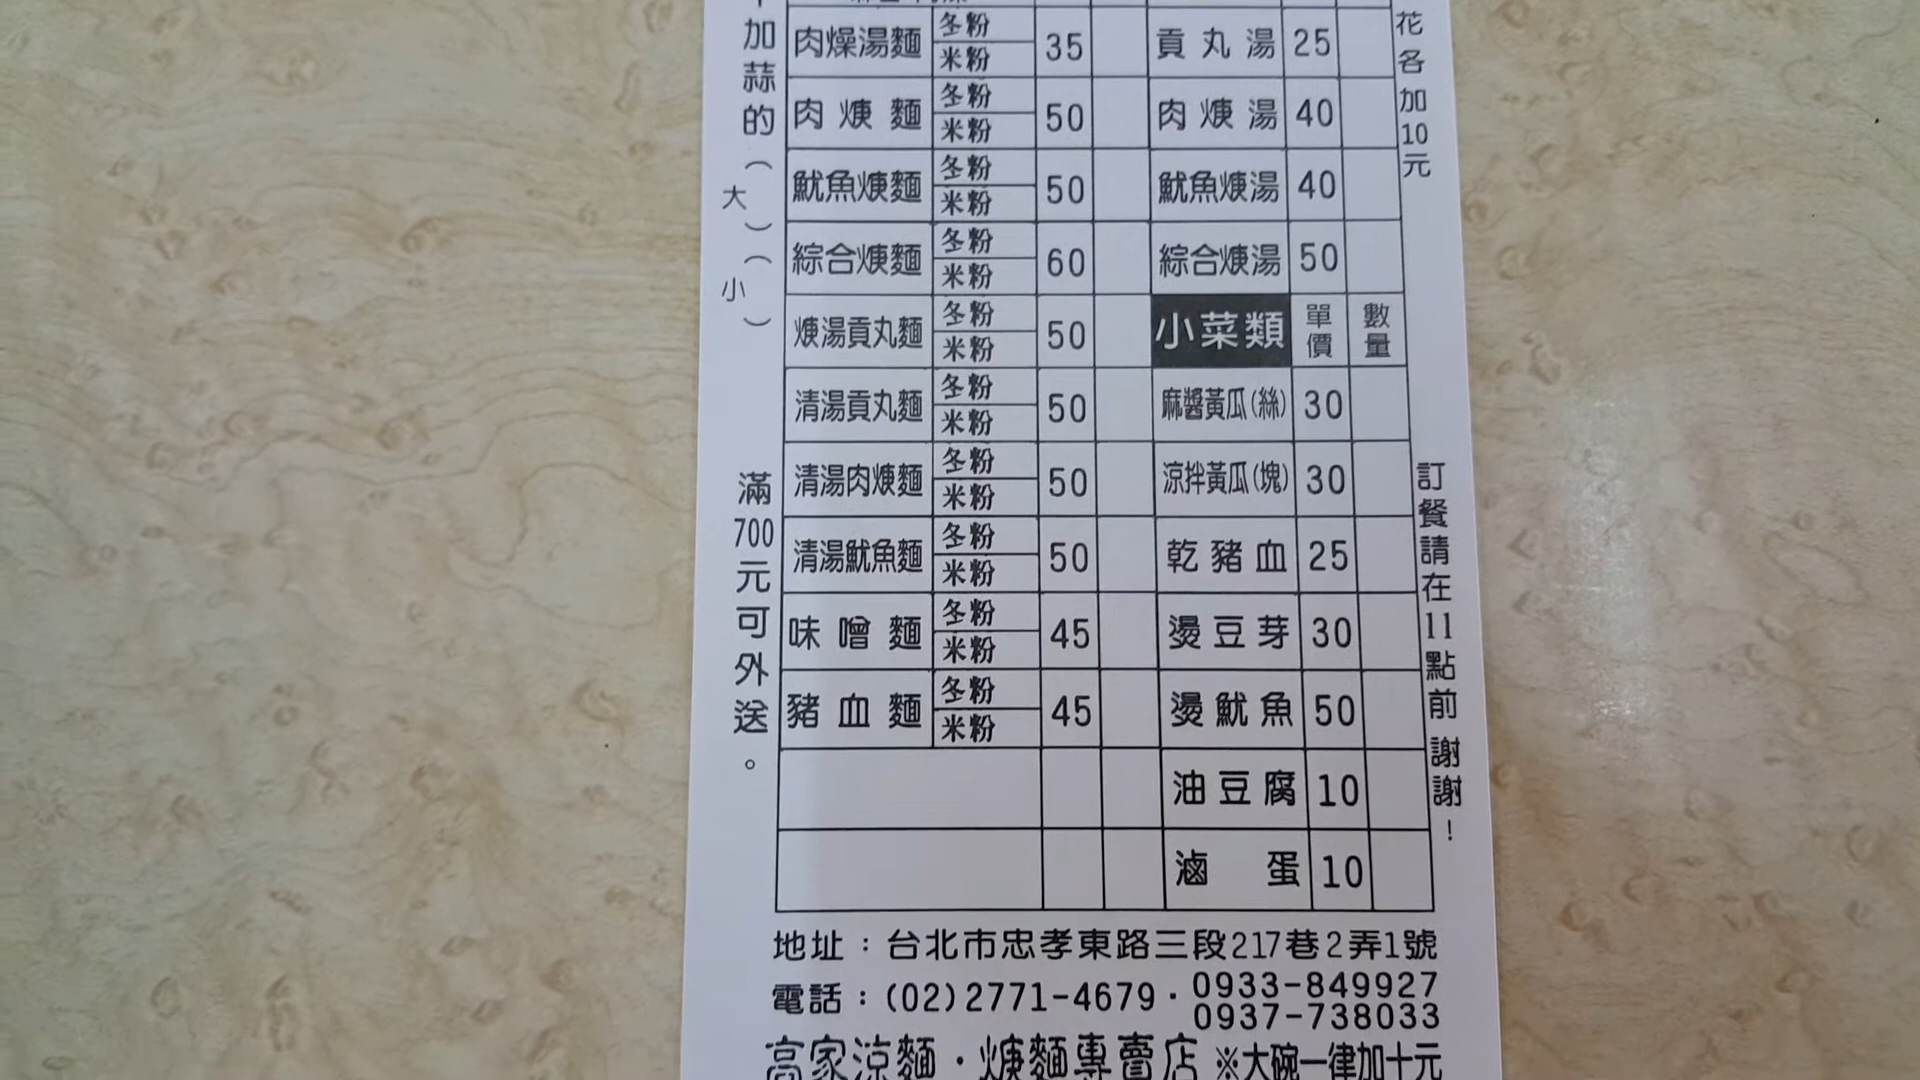 加蒜的(大)(小)
滿700元可外送。
肉燥湯麵 冬粉 米粉 35
肉焿麵 冬粉 米粉 50
魷魚焿麵 冬粉 米粉 50
綜合焿麵 冬粉 米粉 60
焿湯貢丸麵 冬粉 米粉 50
清湯貢丸麵 冬粉 米粉 50
清湯肉焿麵 冬粉 米粉 50
清湯魷魚麵 冬粉 米粉 50
味噌麵 冬粉 米粉 45
豬血麵 冬粉 米粉 45
貢丸湯 25
肉焿湯 40
魷魚焿湯 40
綜合焿湯 50
小菜類 單價 數量
麻醬黃瓜(絲) 30
涼拌黃瓜(塊) 30
乾豬血 25
燙豆芽 30
燙魷魚 50
油豆腐 10
滷蛋 10
花各加10元
訂餐請在11點前 謝謝!
地址:台北市忠孝東路三段217巷2弄1號
電話:(02)2771-4679·0933-849927
0937-738033
高家涼麵·焿麵專賣店 ※大碗一律加十元